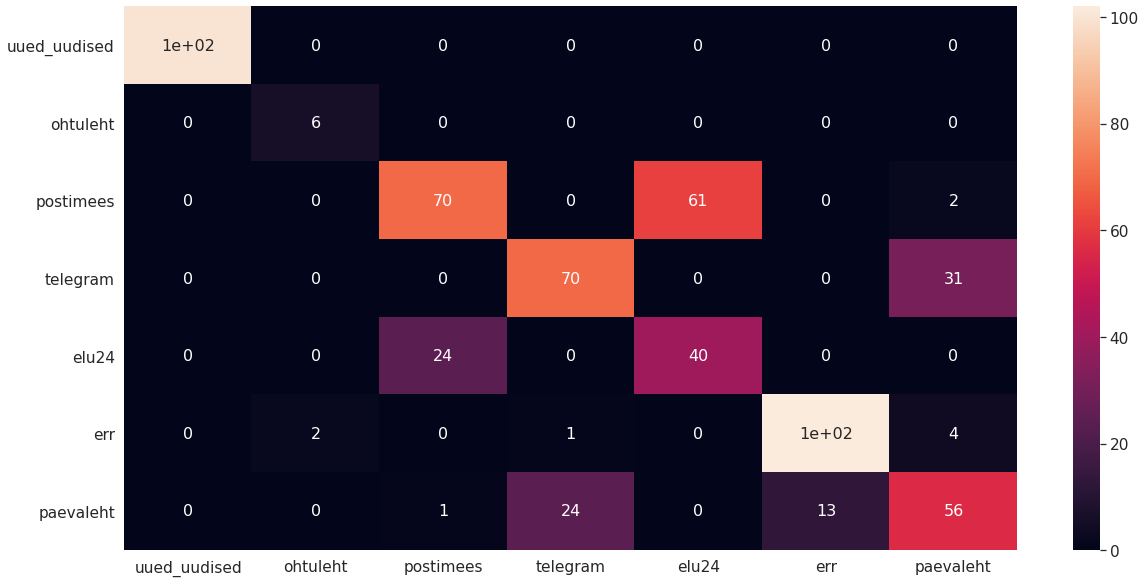 100
uued_uudised 1e+02 0 0 0 0 0 0
ohtuleht 0 6 0 0 0 0 0
80
postimees 0 0 70 0 61 0 2
60
telegram 0 0 0 70 0 0 31
40
elu24 0 0 24 0 40 0 0
20
err 0 2 0 1 0 1e+02 4
paevaleht 0 0 1 24 0 13 56
0
uued_uudised ohtuleht postimees telegram elu24 err paevaleht